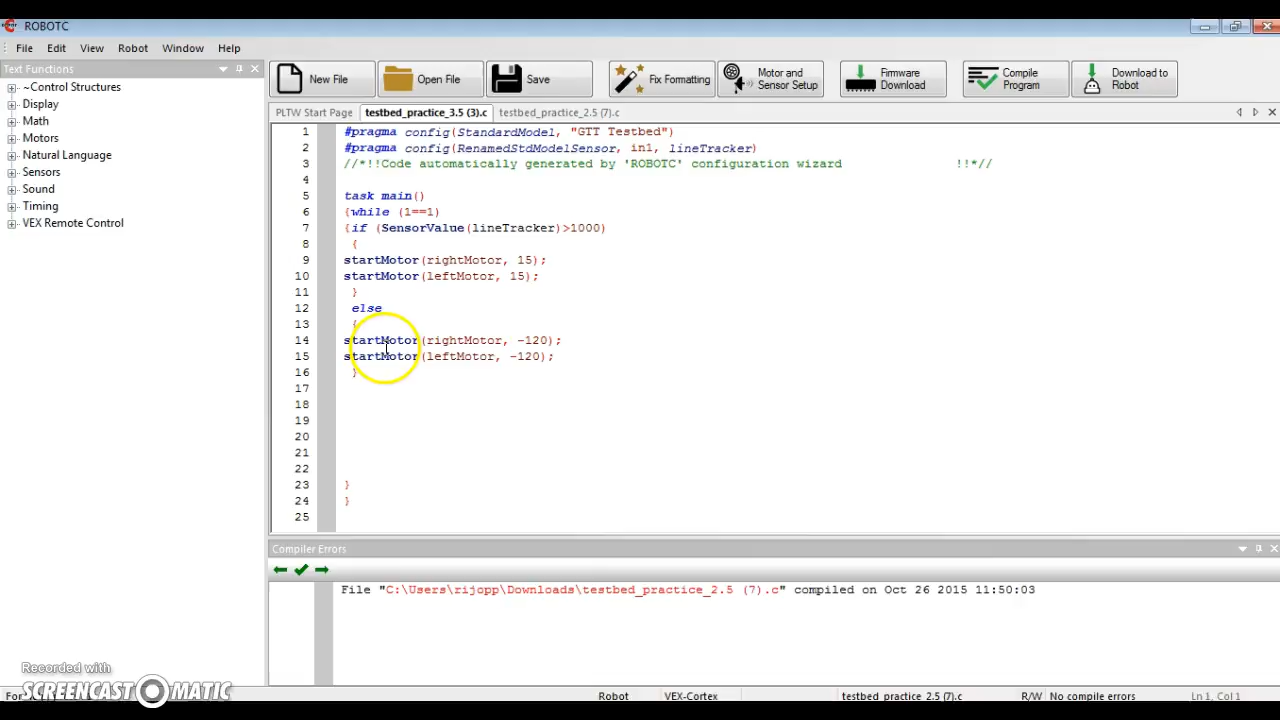 ROBOTC
File Edit View Robot Window Help
Text Functions
~Control Structures
Display
Math
Motors
Natural Language
Sensors
Sound
Timing
VEX Remote Control
New File
Open File
Save
Fix Formatting
Motor and Sensor Setup
Firmware Download
Compile Program
Download to Robot
PLTW Start Page testbed_practice_3.5 (3).c testbed_practice_2.5 (7).c
1 #pragma config(StandardModel, "GTT Testbed")
2 #pragma config(RenamedStdModelSensor, in1, lineTracker)
3 //*!!Code automatically generated by 'ROBOTC' configuration wizard !!*//
4
5 task main()
6 {while (1==1)
7 {if (SensorValue(lineTracker)>1000)
8 {
9 startMotor(rightMotor, 15);
10 startMotor(leftMotor, 15);
11 }
12 else
13 {
14 startMotor(rightMotor, -120);
15 startMotor(leftMotor, -120);
16 }
17
18
19
20
21
22
23 }
24 }
25
Compiler Errors
File "C:\Users\rijopp\Downloads\testbed_practice_2.5 (7).c" compiled on Oct 26 2015 11:50:03
Recorded with
SCREENCAST-O-MATIC
Robot VEX-Cortex testbed_practice_2.5 (7).c R/W No compile errors Ln 1, Col 1